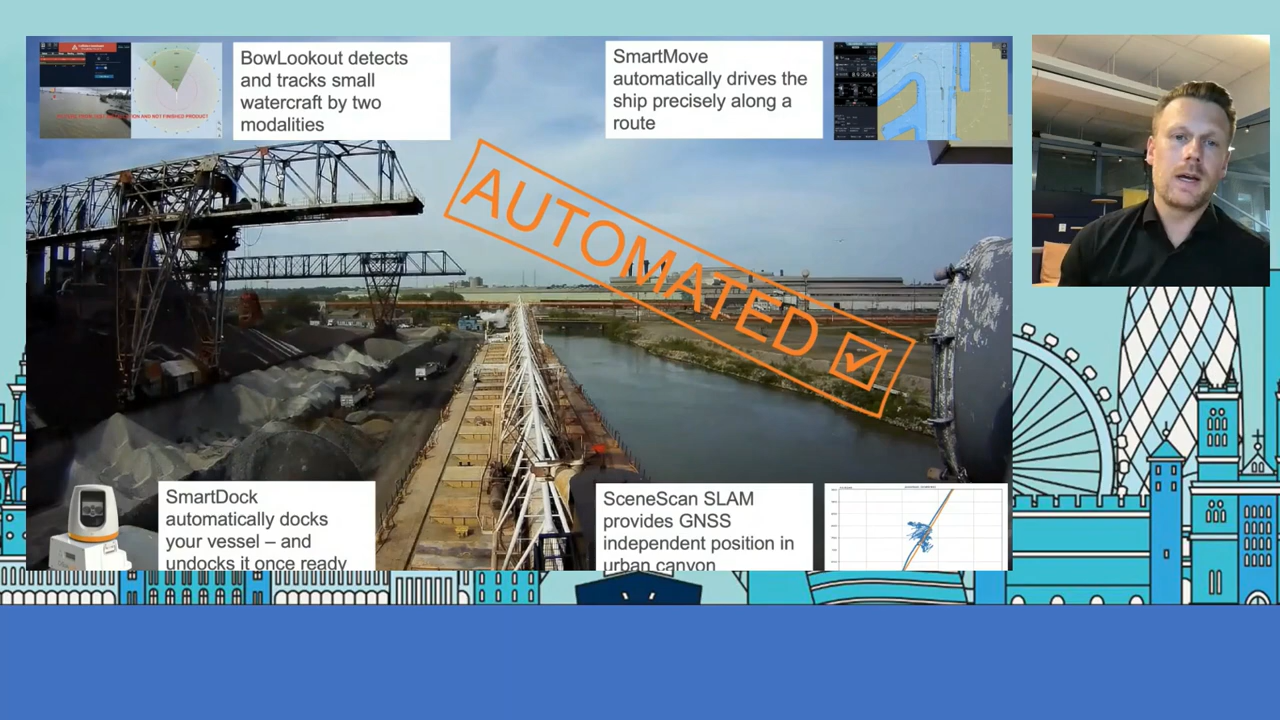 BowLookout detects
and tracks small
watercraft by two
modalities
SmartMove
automatically drives the
ship precisely along a
route
AUTOMATED
SmartDock
automatically docks
your vessel – and
undocks it once ready
SceneScan SLAM
provides GNSS
independent position in
urban canyon